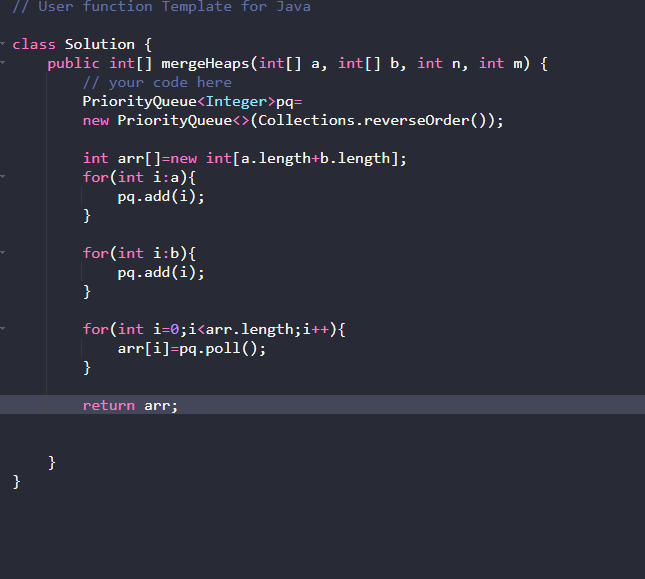 // User function Template for Java
class Solution {
public int[] mergeHeaps(int[] a, int[] b, int n, int m) {
// your code here
PriorityQueue<Integer>pq=
new PriorityQueue<>(Collections.reverseOrder());
int arr[]=new int[a.length+b.length];
for(int i:a){
pq.add(i);
}
for(int i:b){
pq.add(i);
}
for(int i=0;i<arr.length;i++){
arr[i]=pq.poll();
}
return arr;
}
}